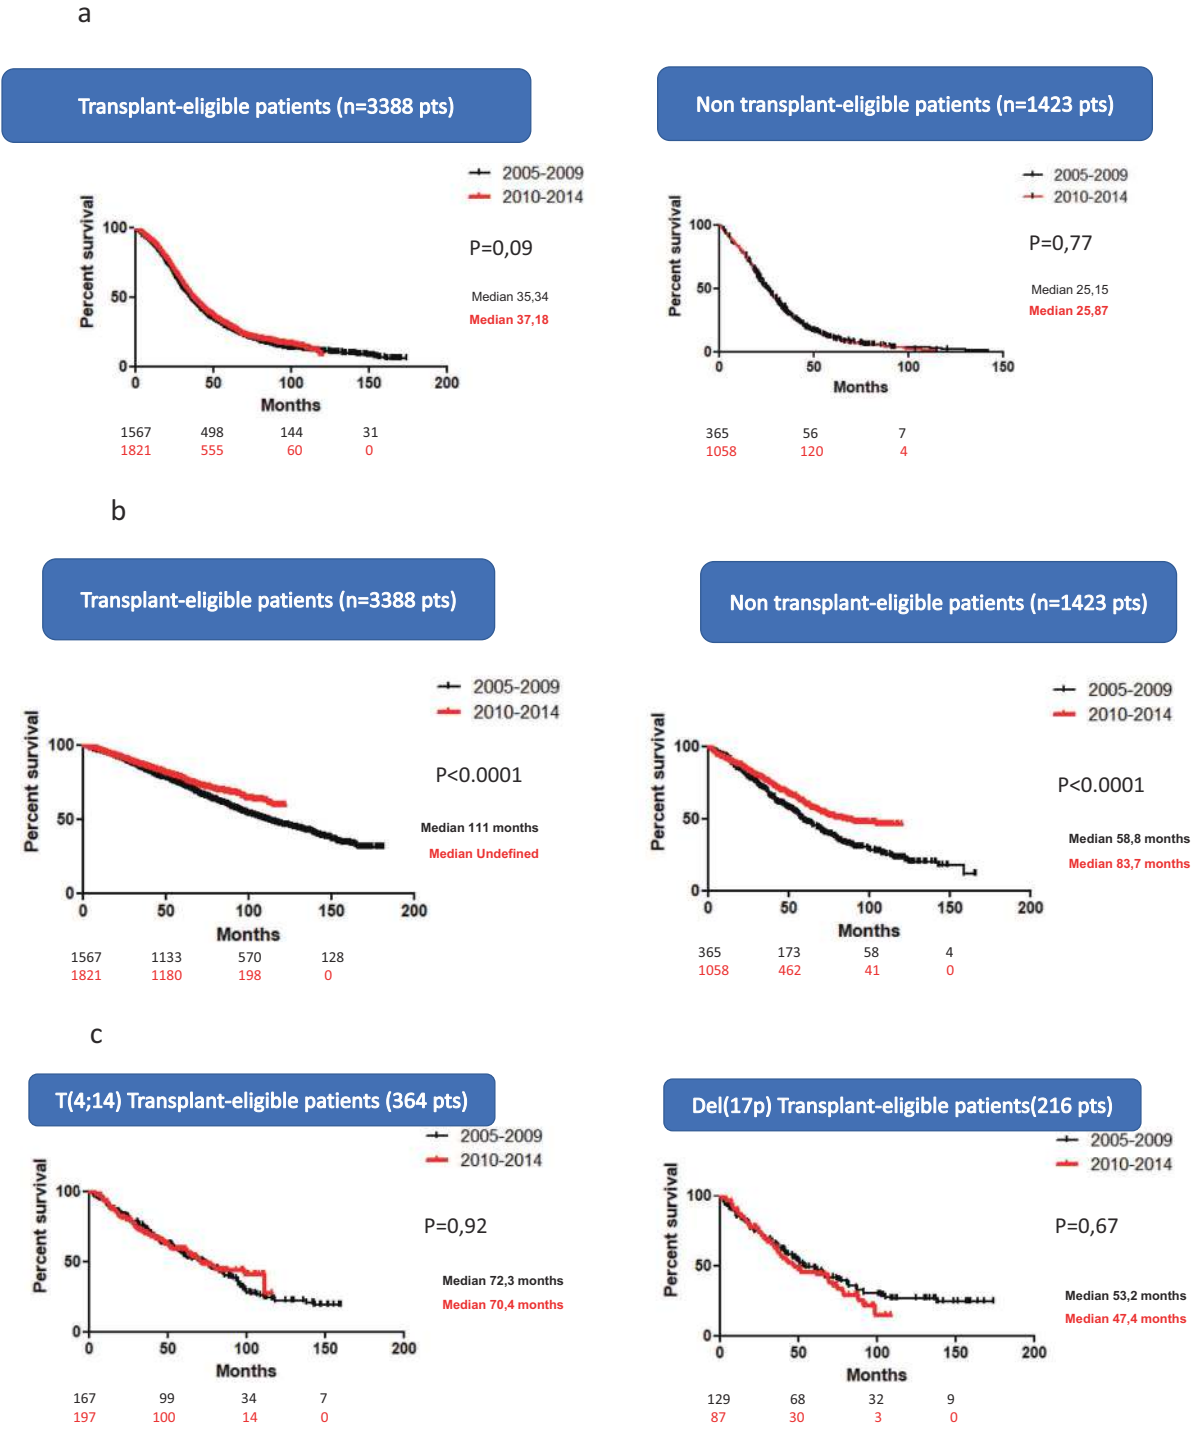 a
Transplant-eligible patients (n=3388 pts)
2005-2009
2010-2014
P=0,09
Median 35,34
Median 37,18
Percent survival
100
50
0
0 50 100 150 200
Months
1567 498 144 31
1821 555 60 0
Non transplant-eligible patients (n=1423 pts)
2005-2009
2010-2014
P=0,77
Median 25,15
Median 25,87
Percent survival
100
50
0
0 50 100 150
Months
365 56 7
1058 120 4
b
Transplant-eligible patients (n=3388 pts)
2005-2009
2010-2014
P<0.0001
Median 111 months
Median Undefined
Percent survival
100
50
0
0 50 100 150 200
Months
1567 1133 570 128
1821 1180 198 0
Non transplant-eligible patients (n=1423 pts)
2005-2009
2010-2014
P<0.0001
Median 58,8 months
Median 83,7 months
Percent survival
100
50
0
0 50 100 150 200
Months
365 173 58 4
1058 462 41 0
c
T(4;14) Transplant-eligible patients (364 pts)
2005-2009
2010-2014
P=0,92
Median 72,3 months
Median 70,4 months
Percent survival
100
50
0
0 50 100 150 200
Months
167 99 34 7
197 100 14 0
Del(17p) Transplant-eligible patients(216 pts)
2005-2009
2010-2014
P=0,67
Median 53,2 months
Median 47,4 months
Percent survival
100
50
0
0 50 100 150 200
Months
129 68 32 9
87 30 3 0